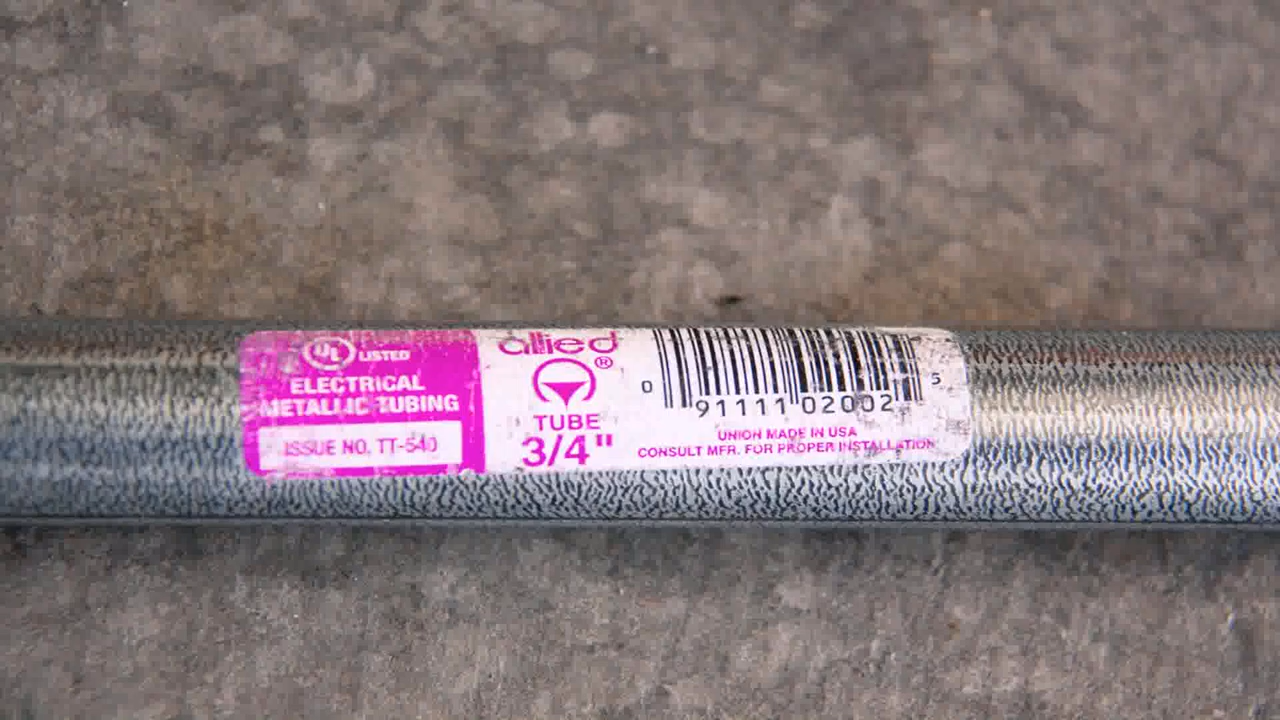 UL LISTED
ELECTRICAL
METALLIC TUBING
ISSUE NO. TT-540
allied ®
TUBE
3/4"
0 91111 02002 5
UNION MADE IN USA
CONSULT MFR. FOR PROPER INSTALLATION